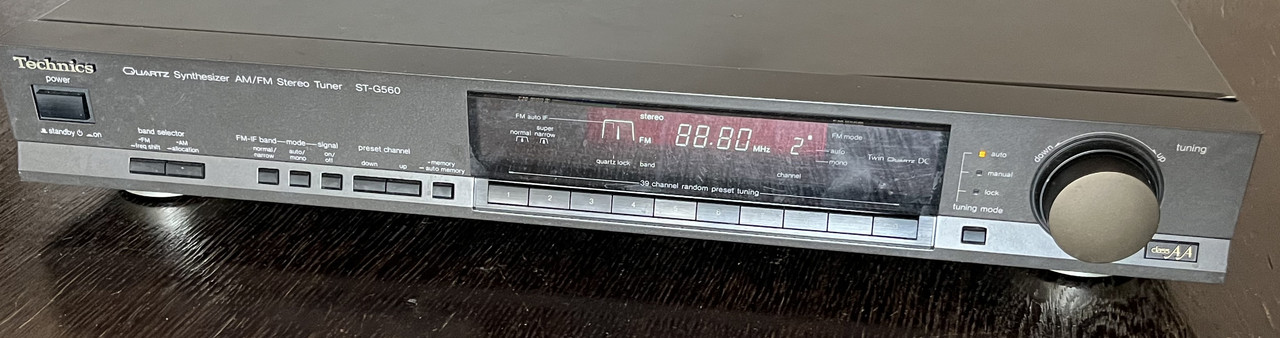 Technics
QUARTZ Synthesizer AM/FM Stereo Tuner ST-G560
power
standby on
band selector
-FM -AM
-freq shift -allocation
FM-IF band mode signal
normal/ auto/ on/
narrow mono off
preset channel
down up
-memory
-auto memory
FM auto IF
super
normal narrow
quartz lock
stereo
FM 88.80 MHz
band
2
channel
FM mode
auto
mono
Twin Quartz DC
39 channel random preset tuning
1 2 3 4
auto
manual
lock
tuning mode
down up
tuning
class AA